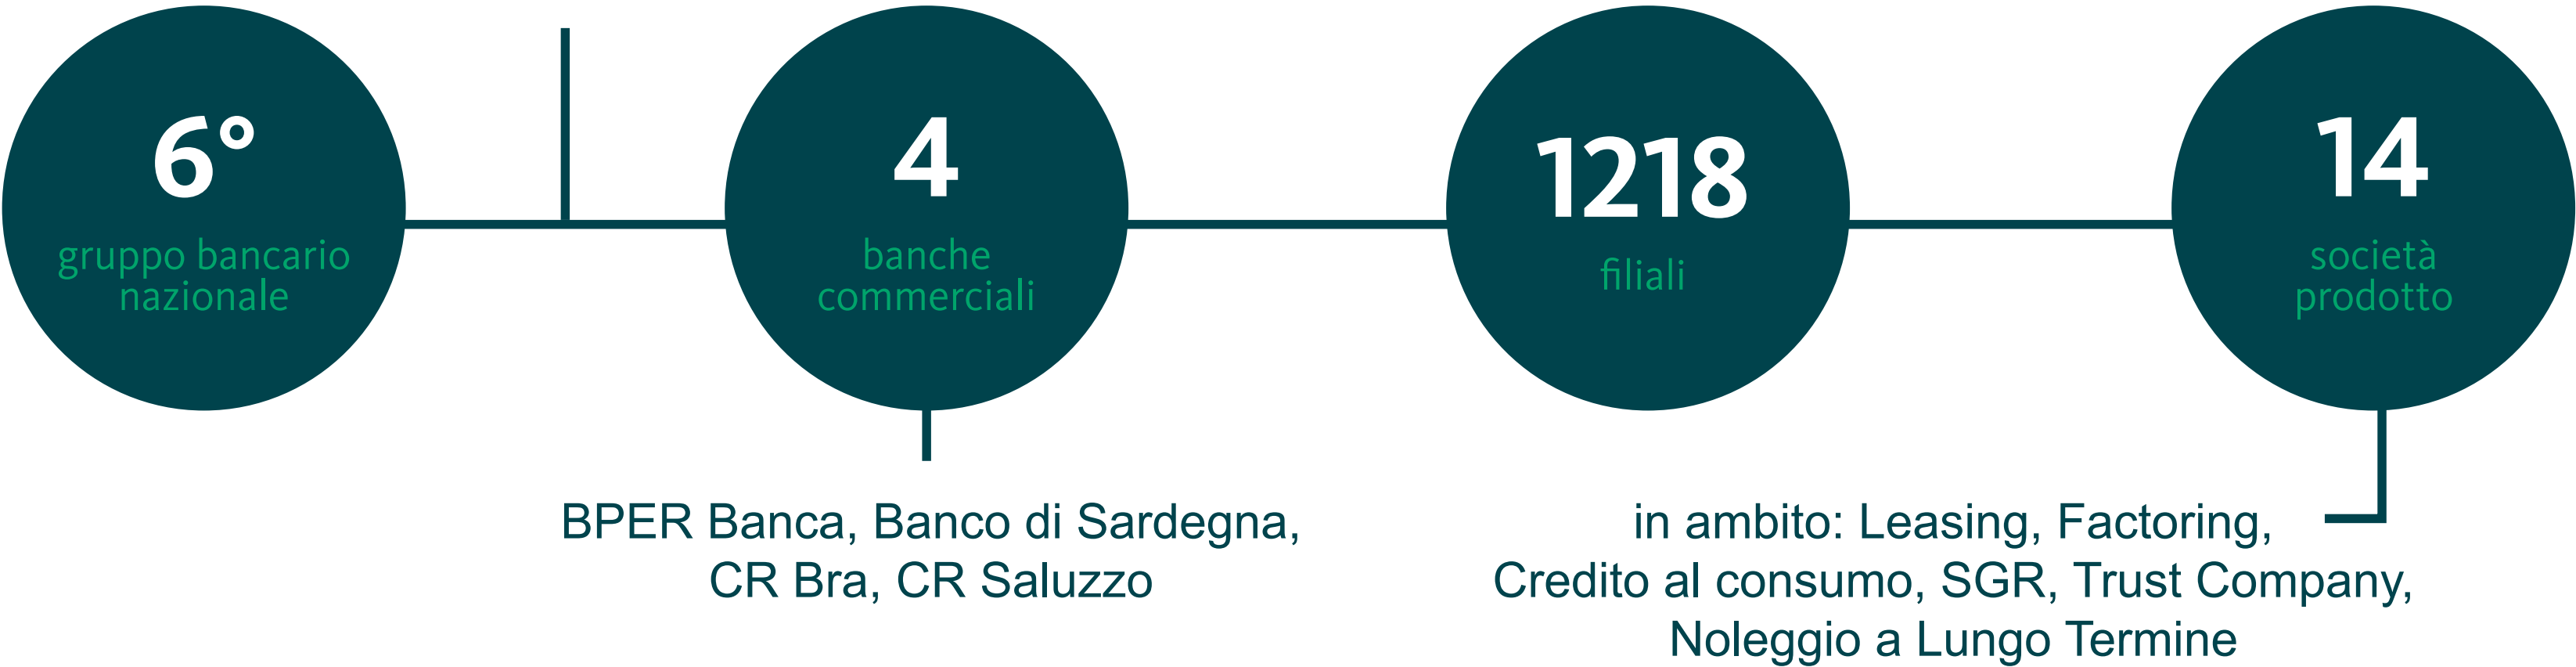 6°
gruppo bancario
nazionale
4
banche
commerciali
1218
filiali
14
società
prodotto
BPER Banca, Banco di Sardegna,
CR Bra, CR Saluzzo
in ambito: Leasing, Factoring,
Credito al consumo, SGR, Trust Company,
Noleggio a Lungo Termine